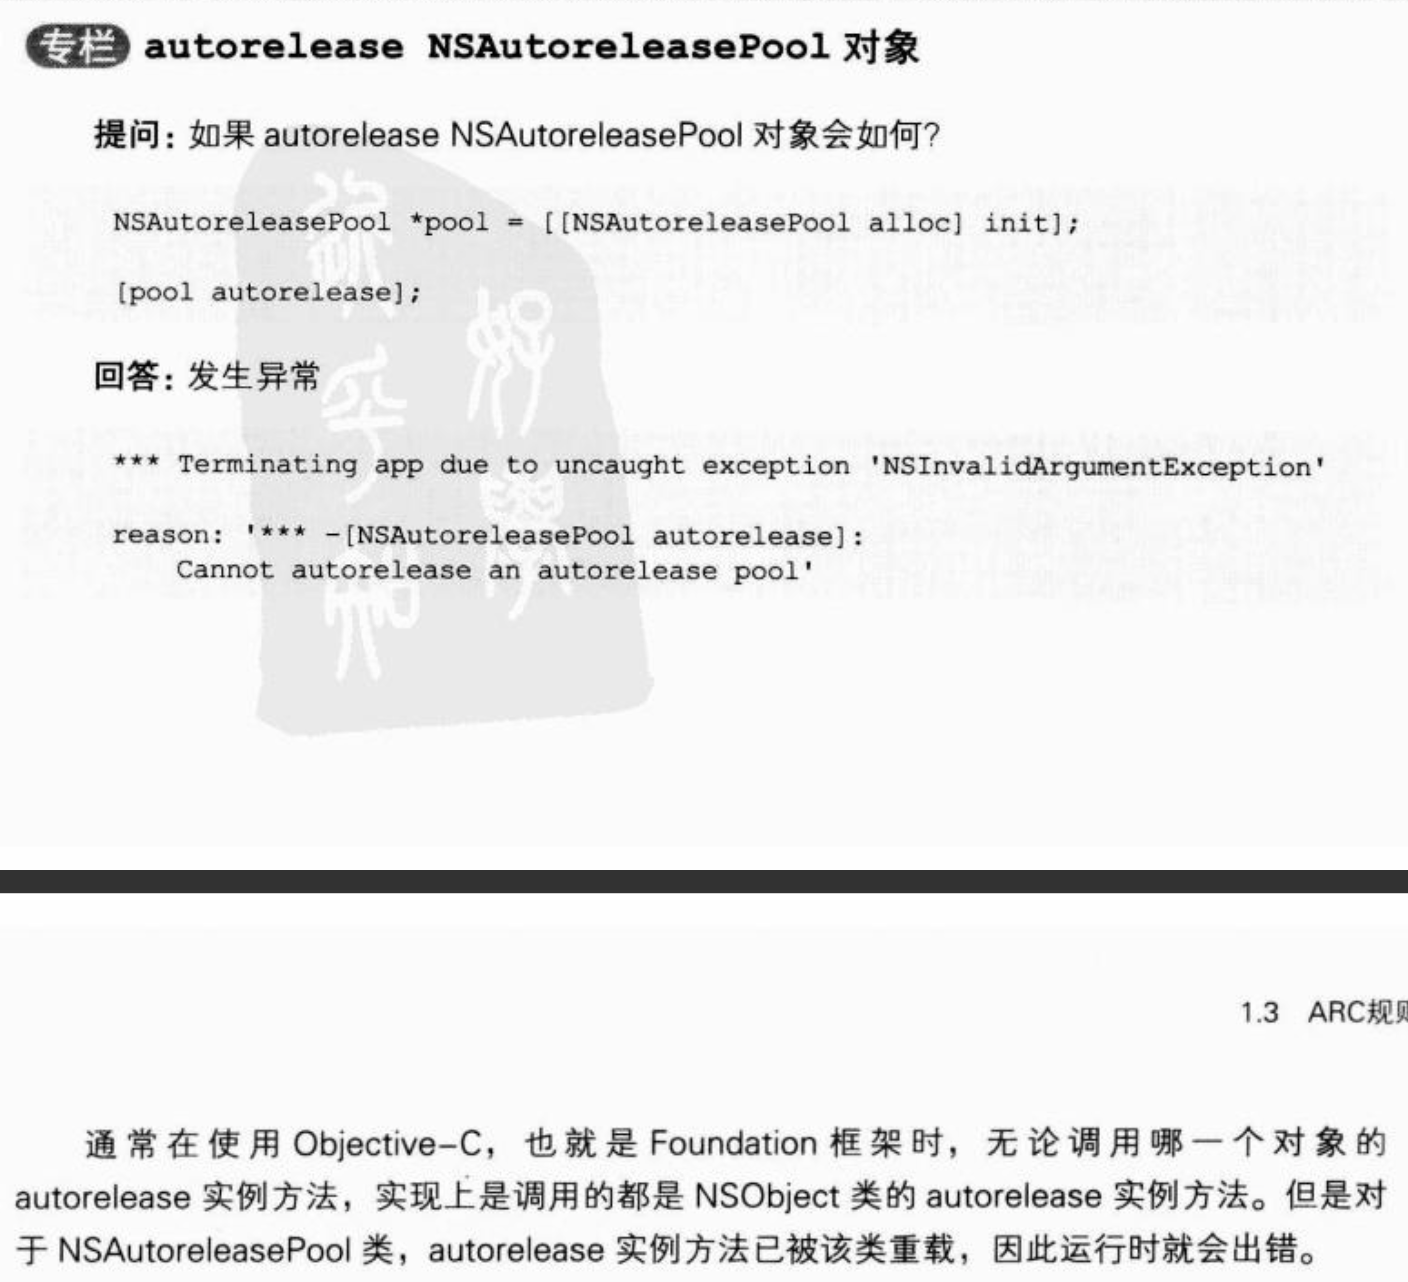 专栏 autorelease NSAutoreleasePool 对象
提问：如果 autorelease NSAutoreleasePool 对象会如何？
NSAutoreleasePool *pool = [[NSAutoreleasePool alloc] init];
[pool autorelease];
回答：发生异常
*** Terminating app due to uncaught exception 'NSInvalidArgumentException'
reason: '*** -[NSAutoreleasePool autorelease]:
Cannot autorelease an autorelease pool'
1.3 ARC规则
通常在使用 Objective-C，也就是 Foundation 框架时，无论调用哪一个对象的
autorelease 实例方法，实现上是调用的都是 NSObject 类的 autorelease 实例方法。但是对
于 NSAutoreleasePool 类，autorelease 实例方法已被该类重载，因此运行时就会出错。